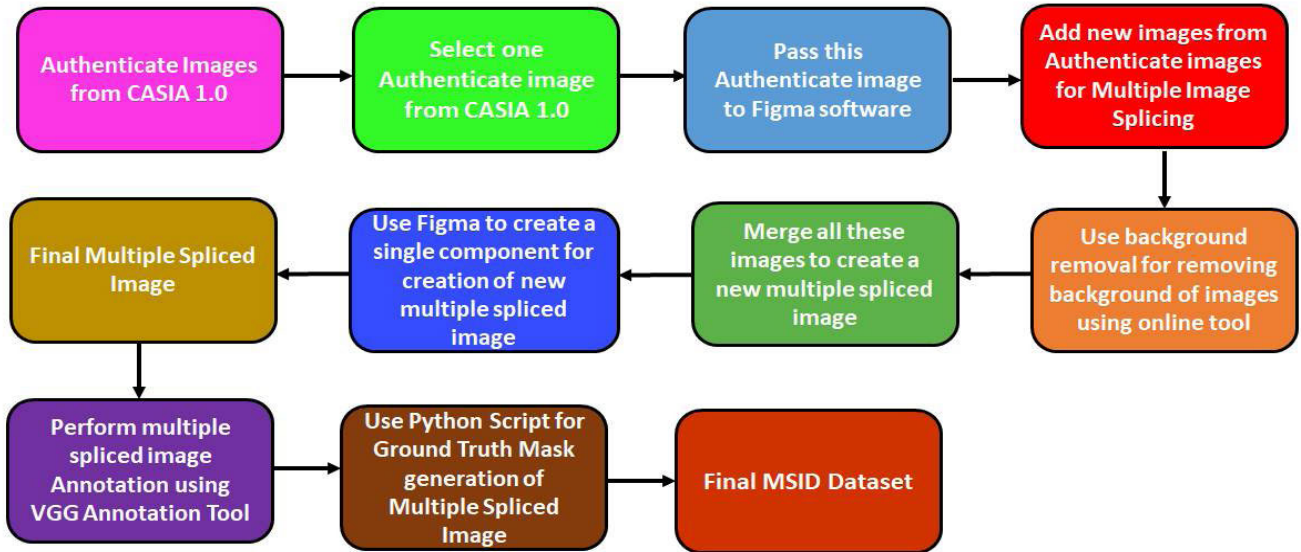 Authenticate Images
from CASIA 1.0
Select one
Authenticate image
from CASIA 1.0
Pass this
Authenticate image
to Figma software
Add new images from
Authenticate images
for Multiple Image
Splicing
Use background
removal for removing
background of images
using online tool
Merge all these
images to create a
new multiple spliced
image
Use Figma to create a
single component for
creation of new
multiple spliced
image
Final Multiple Spliced
Image
Perform multiple
spliced image
Annotation using
VGG Annotation Tool
Use Python Script for
Ground Truth Mask
generation of
Multiple Spliced
Image
Final MSID Dataset